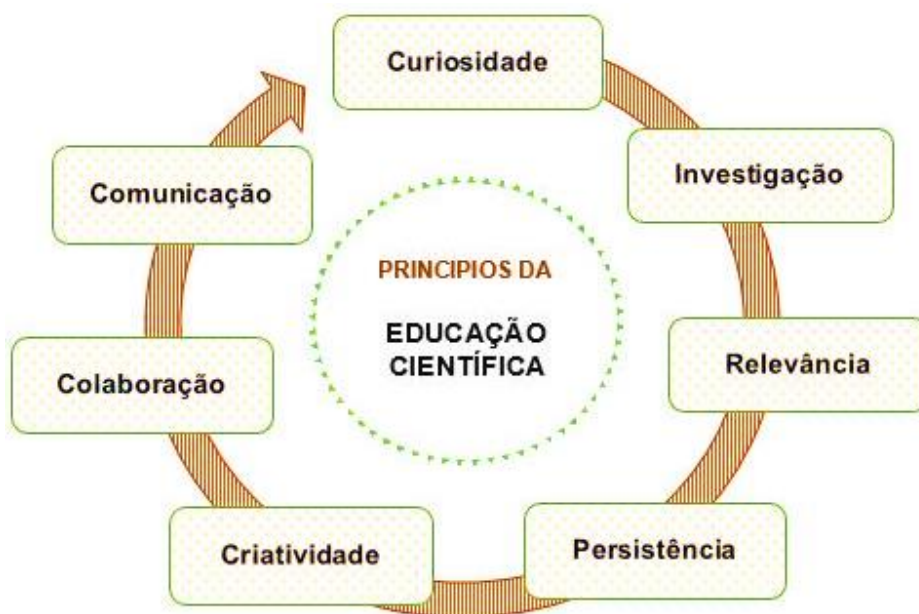 Curiosidade
Investigação
Relevância
Persistência
Criatividade
Colaboração
Comunicação
PRINCIPIOS DA
EDUCAÇÃO
CIENTÍFICA